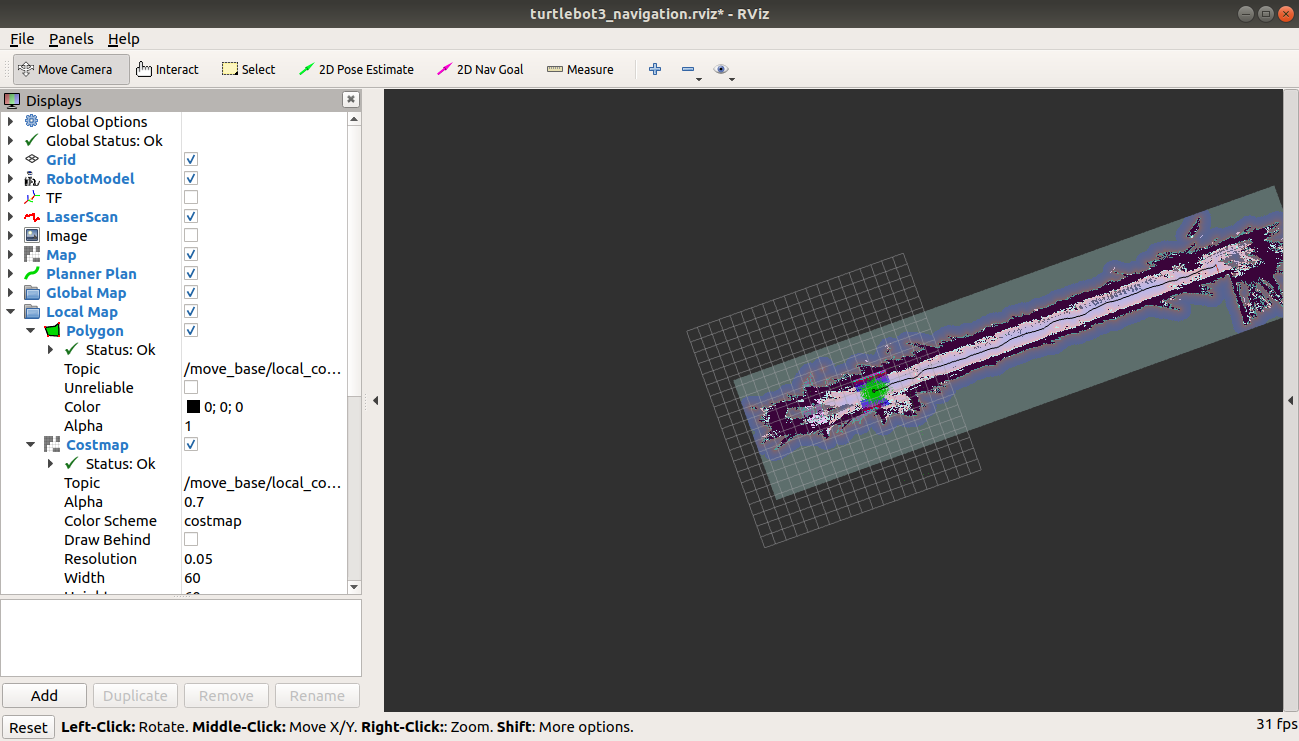 turtlebot3_navigation.rviz* - RViz
File Panels Help
Move Camera Interact Select 2D Pose Estimate 2D Nav Goal Measure
Displays
Global Options
Global Status: Ok
Grid
RobotModel
TF
LaserScan
Image
Map
Planner Plan
Global Map
Local Map
Polygon
Status: Ok
Topic /move_base/local_co...
Unreliable
Color 0; 0; 0
Alpha 1
Costmap
Status: Ok
Topic /move_base/local_co...
Alpha 0.7
Color Scheme costmap
Draw Behind
Resolution 0.05
Width 60
Add Duplicate Remove Rename
Reset Left-Click: Rotate. Middle-Click: Move X/Y. Right-Click:: Zoom. Shift: More options. 31 fps